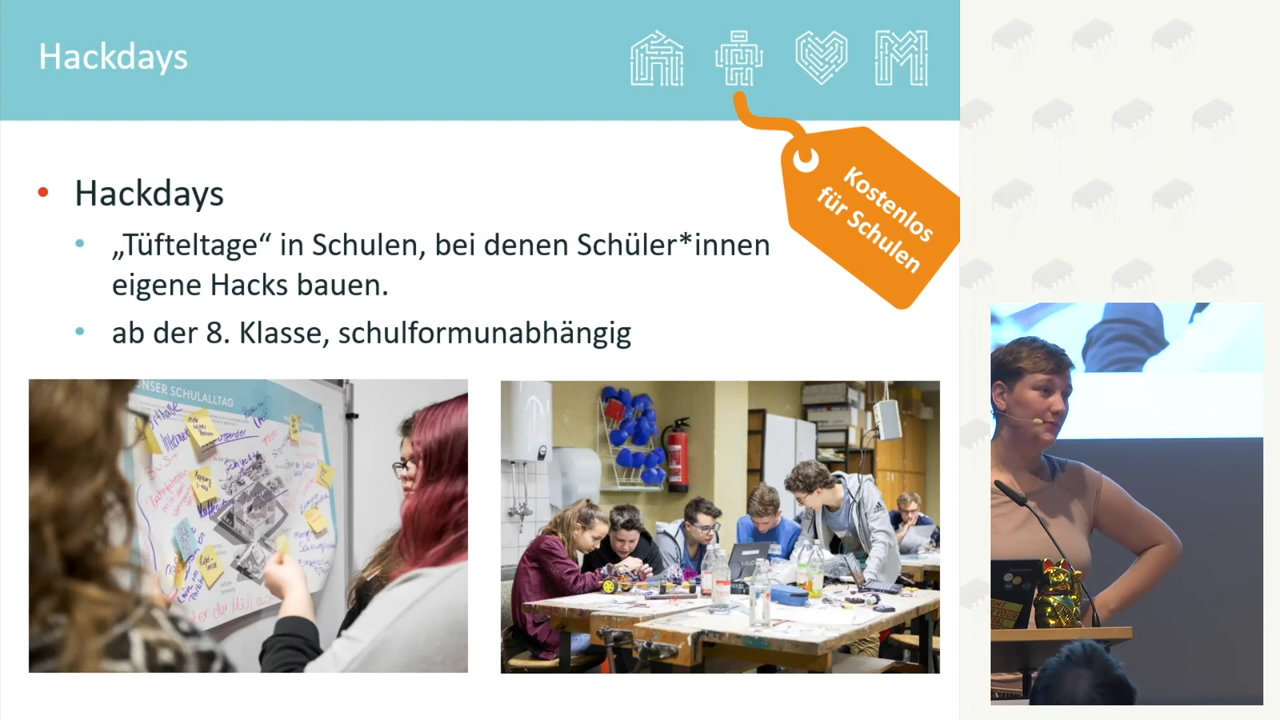 Hackdays
Kostenlos
für Schulen
• Hackdays
• „Tüfteltage“ in Schulen, bei denen Schüler*innen
eigene Hacks bauen.
• ab der 8. Klasse, schulformunabhängig
UNSER SCHULALLTAG